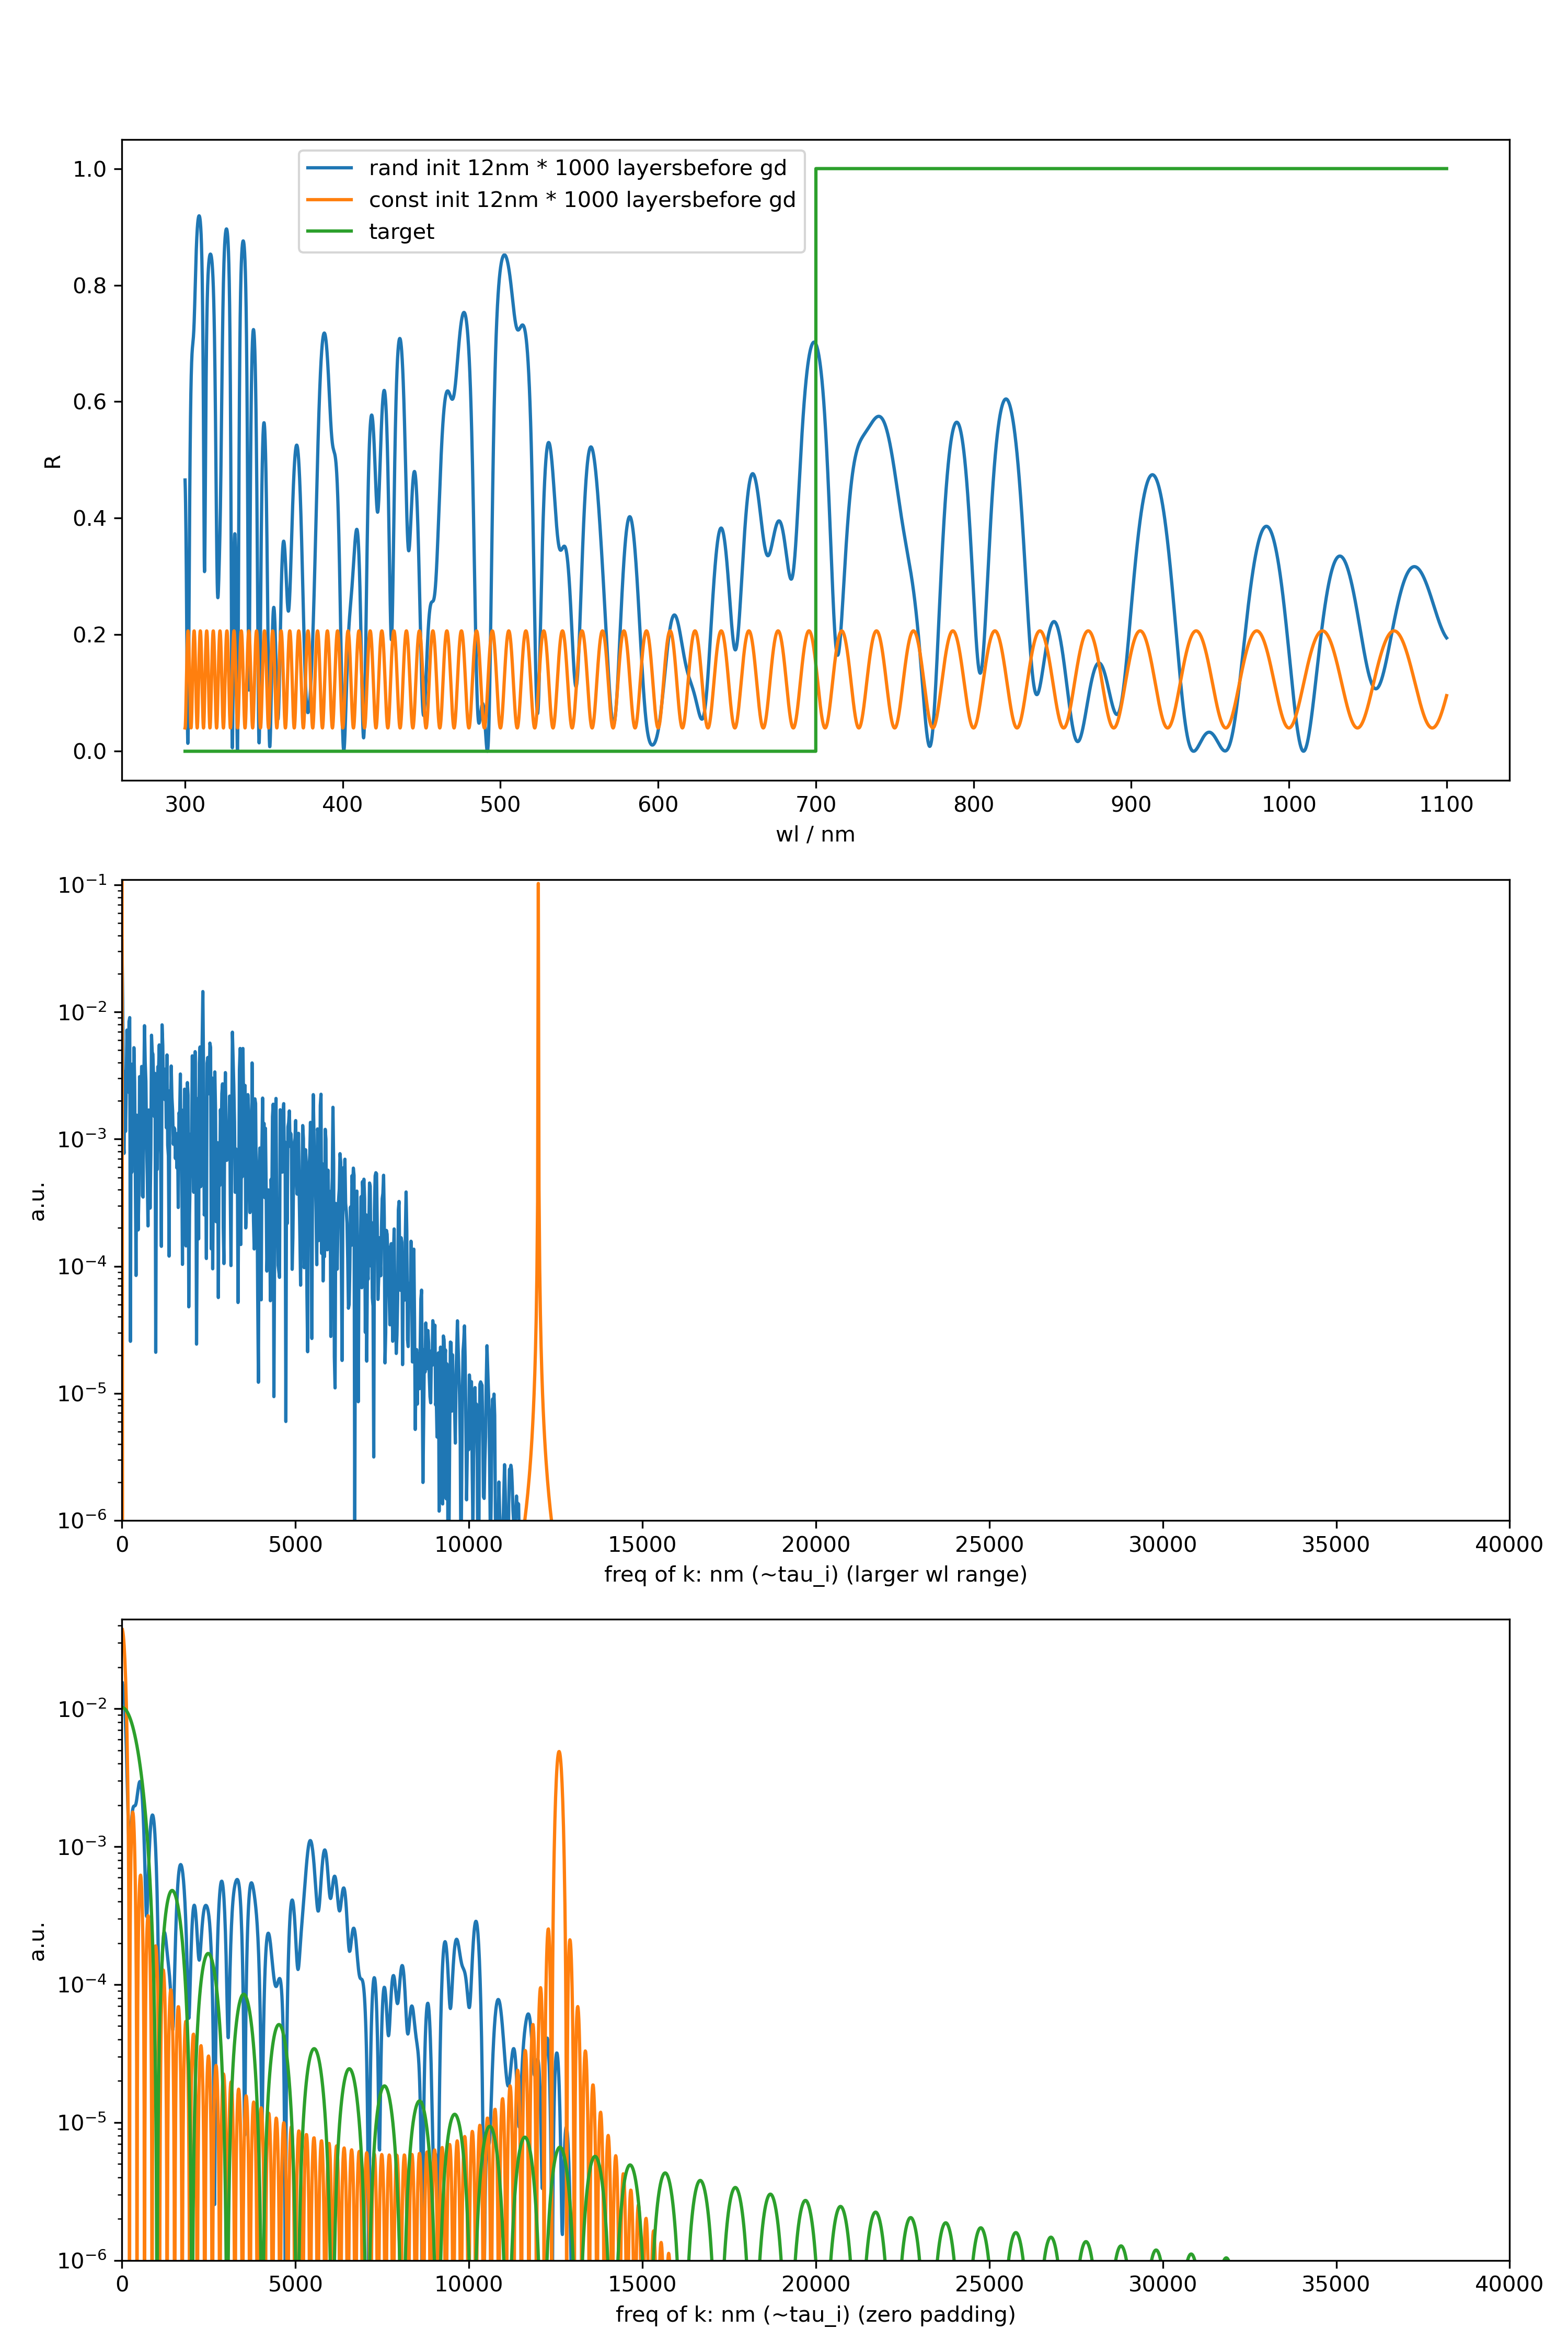 1.0
0.8
0.6
0.4
0.2
0.0
R
rand init 12nm * 1000 layersbefore gd
const init 12nm * 1000 layersbefore gd
target
300 400 500 600 700 800 900 1000 1100
wl / nm
10⁻¹
10⁻²
10⁻³
10⁻⁴
10⁻⁵
10⁻⁶
a.u.
0 5000 10000 15000 20000 25000 30000 35000 40000
freq of k: nm (~tau_i) (larger wl range)
10⁻²
10⁻³
10⁻⁴
10⁻⁵
10⁻⁶
a.u.
0 5000 10000 15000 20000 25000 30000 35000 40000
freq of k: nm (~tau_i) (zero padding)